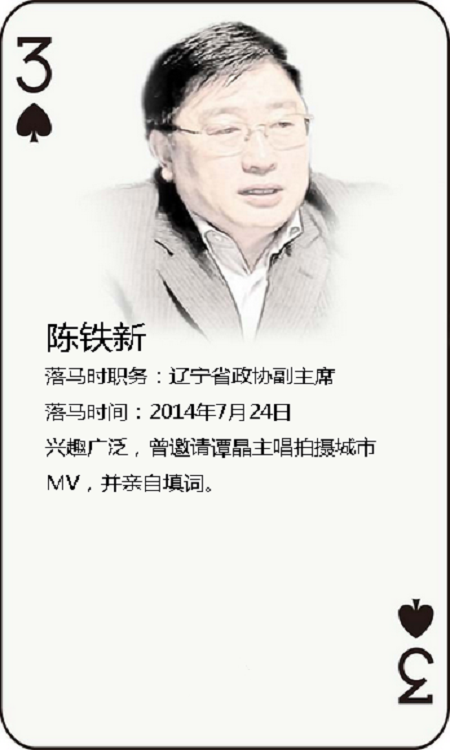 3
陈铁新
落马时职务：辽宁省政协副主席
落马时间：2014年7月24日
兴趣广泛，曾邀请谭晶主唱拍摄城市
MV，并亲自填词。
3